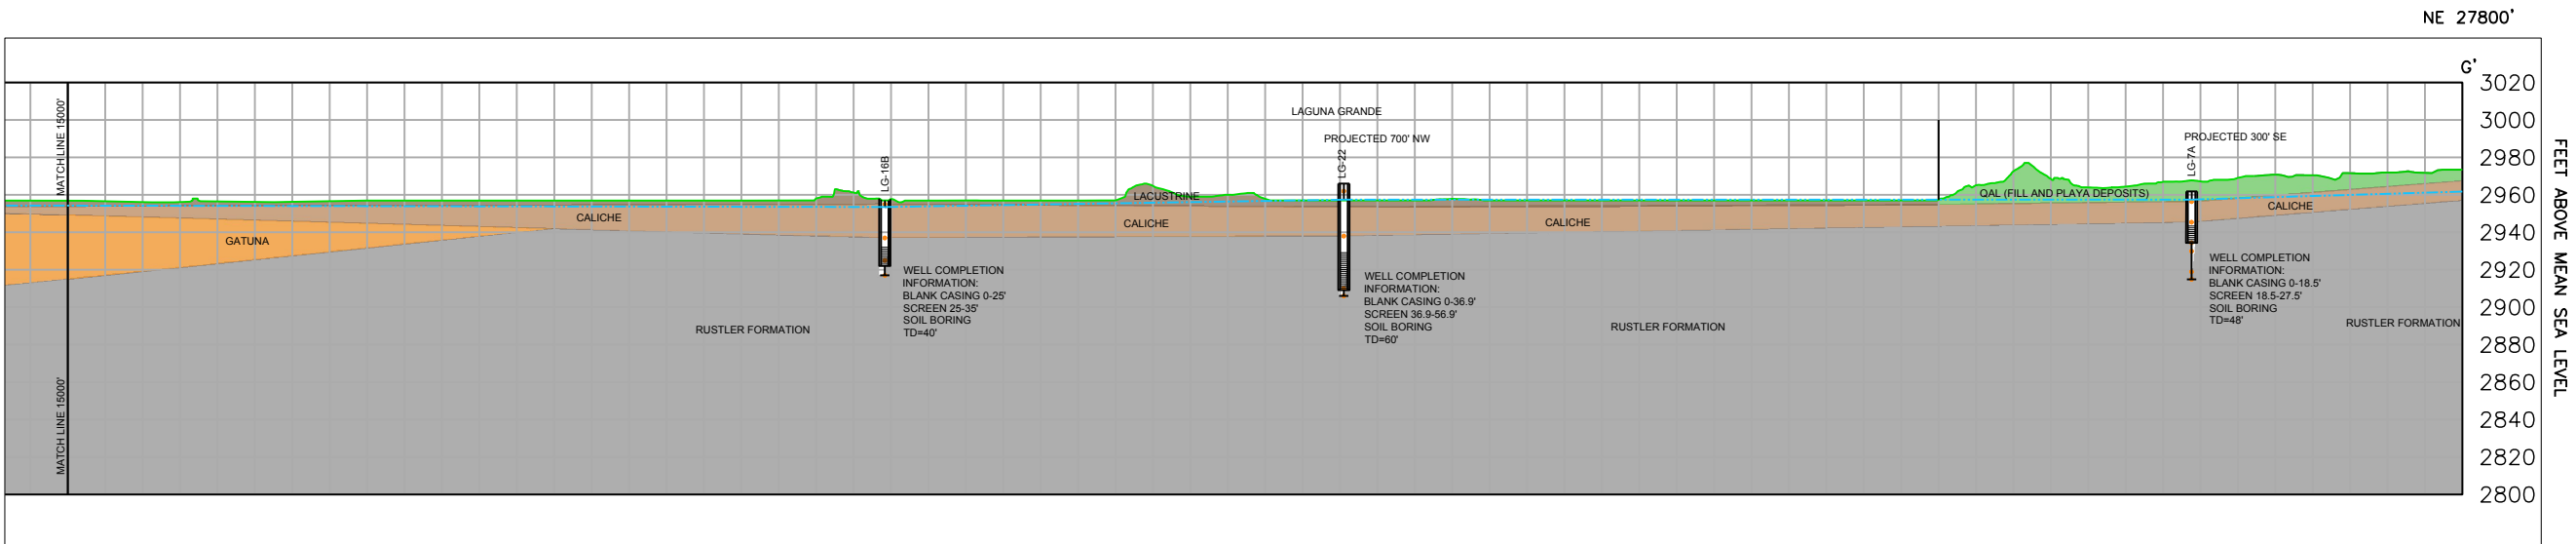 NE 27800'
G'
3020
3000
2980
2960
2940
2920
2900
2880
2860
2840
2820
2800
FEET ABOVE MEAN SEA LEVEL
MATCHLINE 15000'
MATCH LINE 15000'
GATUNA
CALICHE
RUSTLER FORMATION
LG-16B
WELL COMPLETION
INFORMATION:
BLANK CASING 0-25'
SCREEN 25-35'
SOIL BORING
TD=40'
LACUSTRINE
CALICHE
LAGUNA GRANDE
PROJECTED 700' NW
LG-22
WELL COMPLETION
INFORMATION:
BLANK CASING 0-36.9'
SCREEN 36.9-56.9'
SOIL BORING
TD=60'
CALICHE
RUSTLER FORMATION
QAL (FILL AND PLAYA DEPOSITS)
PROJECTED 300' SE
LG-7A
WELL COMPLETION
INFORMATION:
BLANK CASING 0-18.5'
SCREEN 18.5-27.5'
SOIL BORING
TD=48'
CALICHE
RUSTLER FORMATION